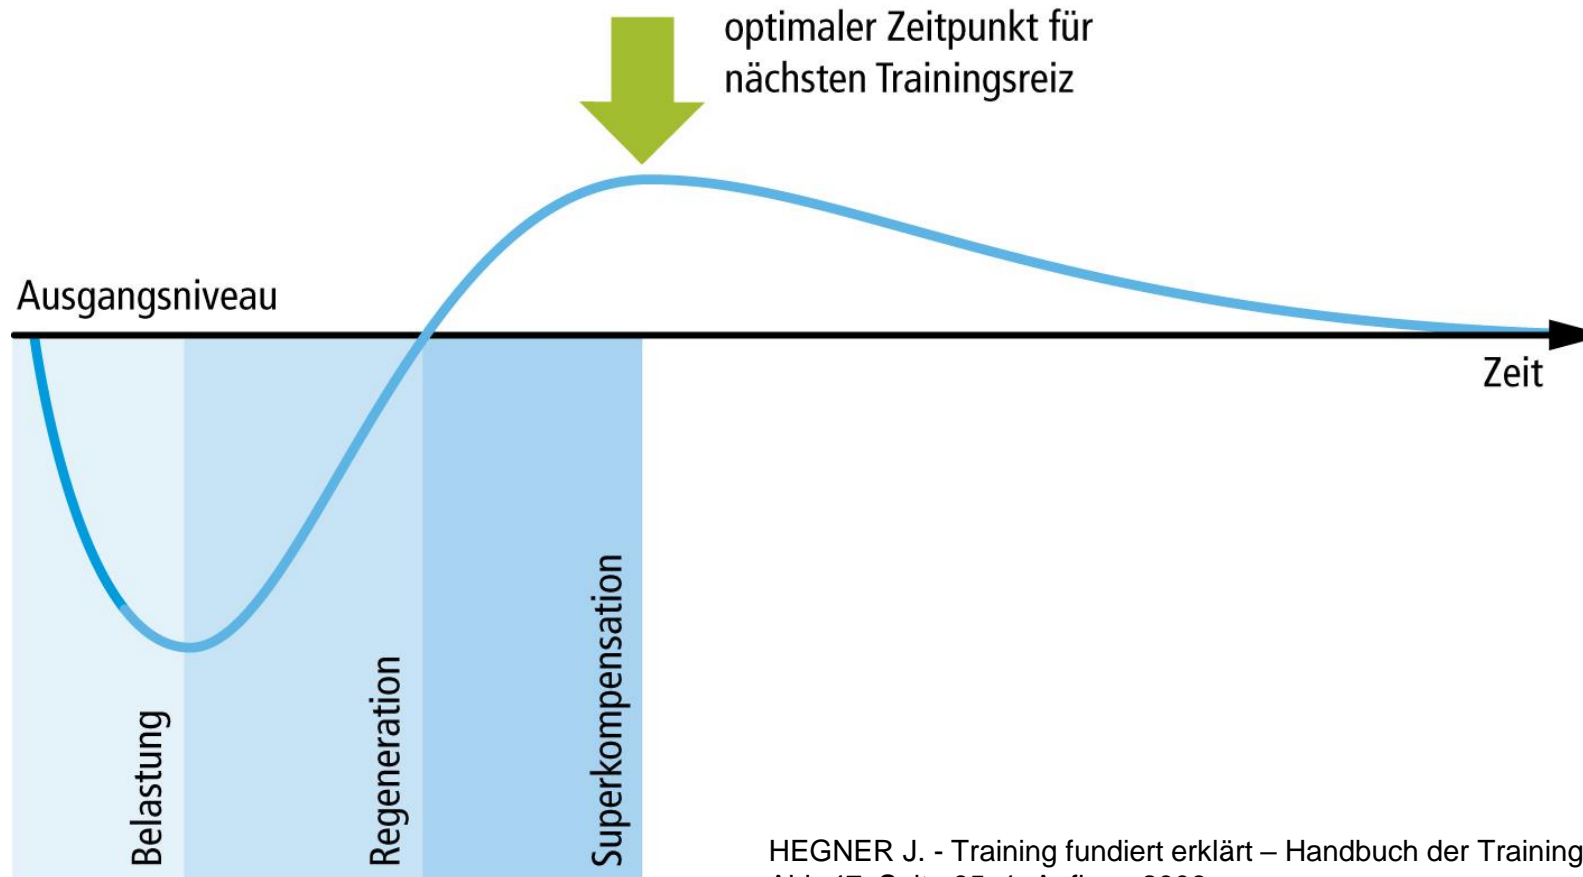 optimaler Zeitpunkt für
nächsten Trainingsreiz
Ausgangsniveau
Zeit
Belastung
Regeneration
Superkompensation
HEGNER J. - Training fundiert erklärt – Handbuch der Training